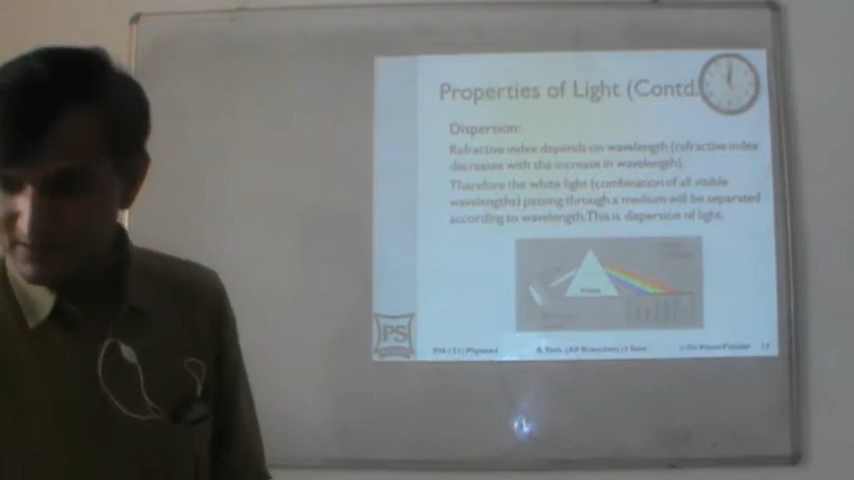 Properties of Light (Contd.
Dispersion:
Refractive index depends on wavelength (refractive index
decreases with the increase in wavelength).
Therefore the white light (combination of all visible
wavelengths) passing through a medium will be separated
according to wavelength. This is dispersion of light.
Prism
PS
B.Tech. (All Branches) I Sem